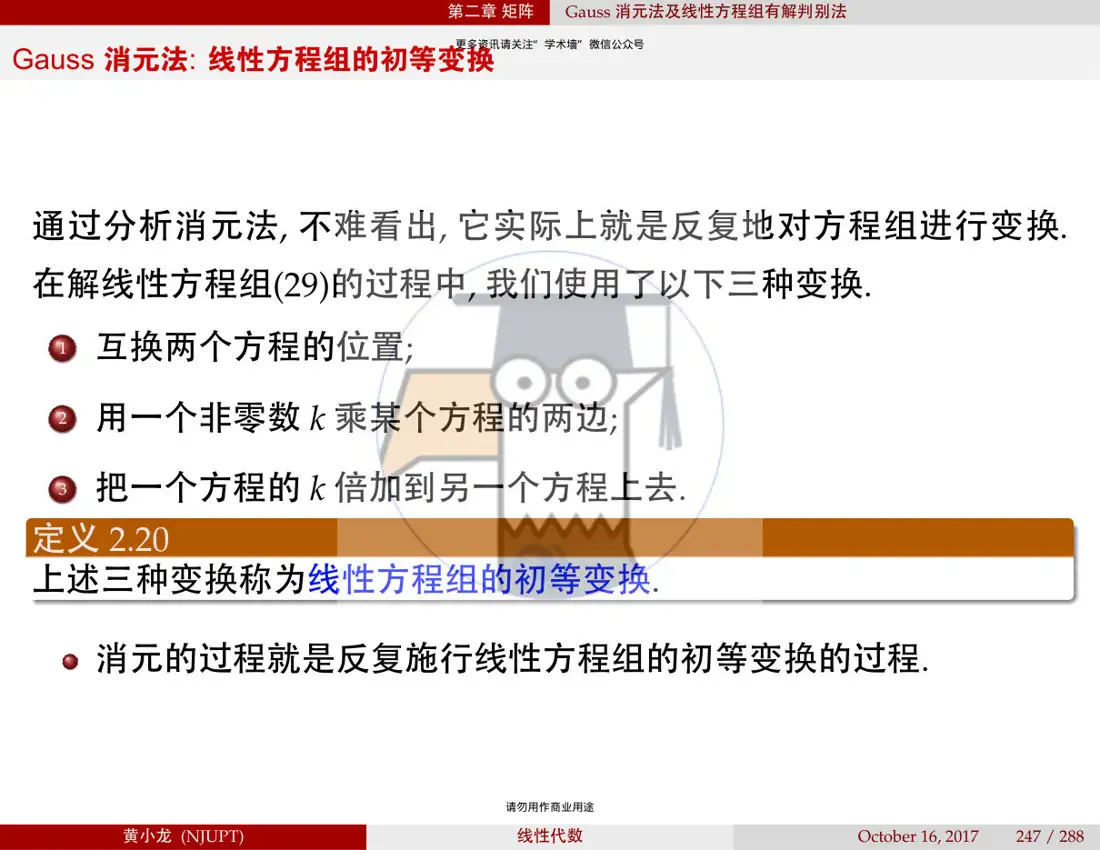 第二章 矩阵 Gauss 消元法及线性方程组有解判别法
更多资讯请关注“学术墙”微信公众号
Gauss 消元法: 线性方程组的初等变换
通过分析消元法, 不难看出, 它实际上就是反复地对方程组进行变换.
在解线性方程组(29)的过程中, 我们使用了以下三种变换.
1 互换两个方程的位置;
2 用一个非零数 k 乘某个方程的两边;
3 把一个方程的 k 倍加到另一个方程上去.
定义 2.20
上述三种变换称为线性方程组的初等变换.
消元的过程就是反复施行线性方程组的初等变换的过程.
请勿用作商业用途
黄小龙 (NJUPT) 线性代数 October 16, 2017 247 / 288